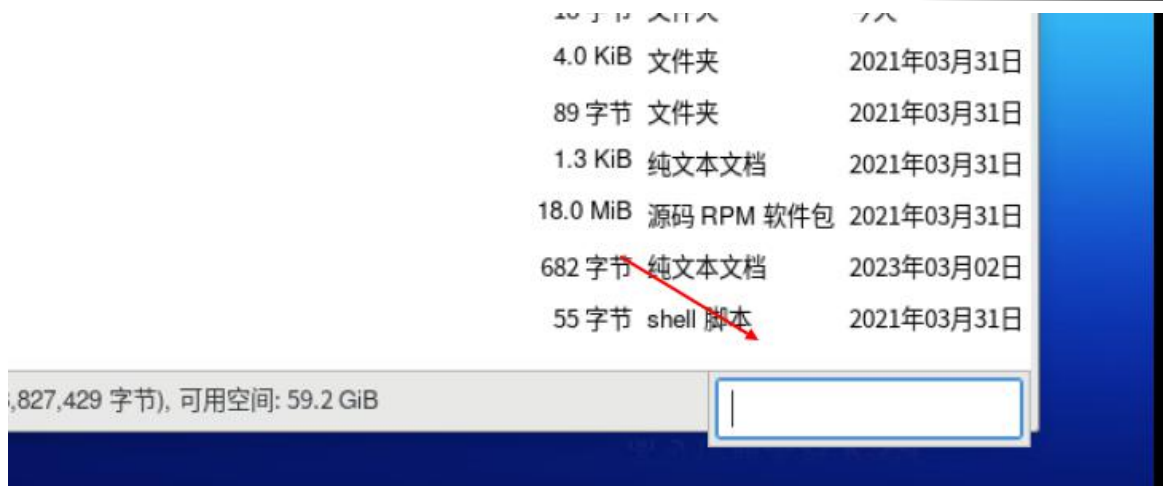 4.0 KiB 文件夹 2021年03月31日
89 字节 文件夹 2021年03月31日
1.3 KiB 纯文本文档 2021年03月31日
18.0 MiB 源码 RPM 软件包 2021年03月31日
682 字节 纯文本文档 2023年03月02日
55 字节 shell 脚本 2021年03月31日
,827,429 字节), 可用空间: 59.2 GiB